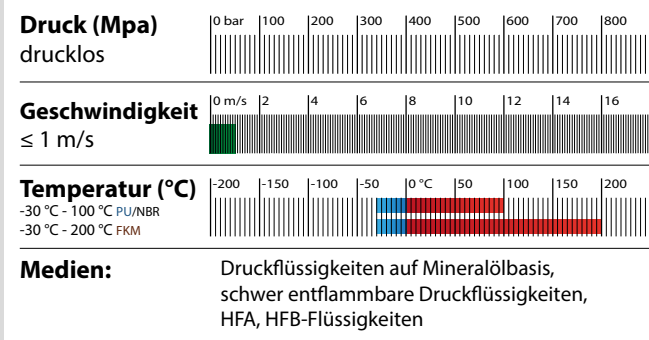 Druck (Mpa)
drucklos
0 bar 100 200 300 400 500 600 700 800
Geschwindigkeit
≤ 1 m/s
0 m/s 2 4 6 8 10 12 14 16
Temperatur (°C)
-30 °C - 100 °C PU/NBR
-30 °C - 200 °C FKM
-200 -150 -100 -50 0 °C 50 100 150 200
Medien:
Druckflüssigkeiten auf Mineralölbasis,
schwer entflammbare Druckflüssigkeiten,
HFA, HFB-Flüssigkeiten